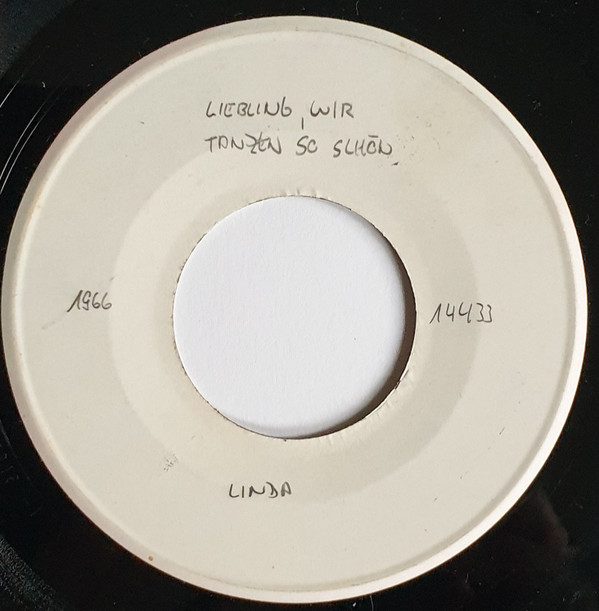 LIEBLING, WIR
TANZEN SO SCHÖN
1966
14433
LINDA